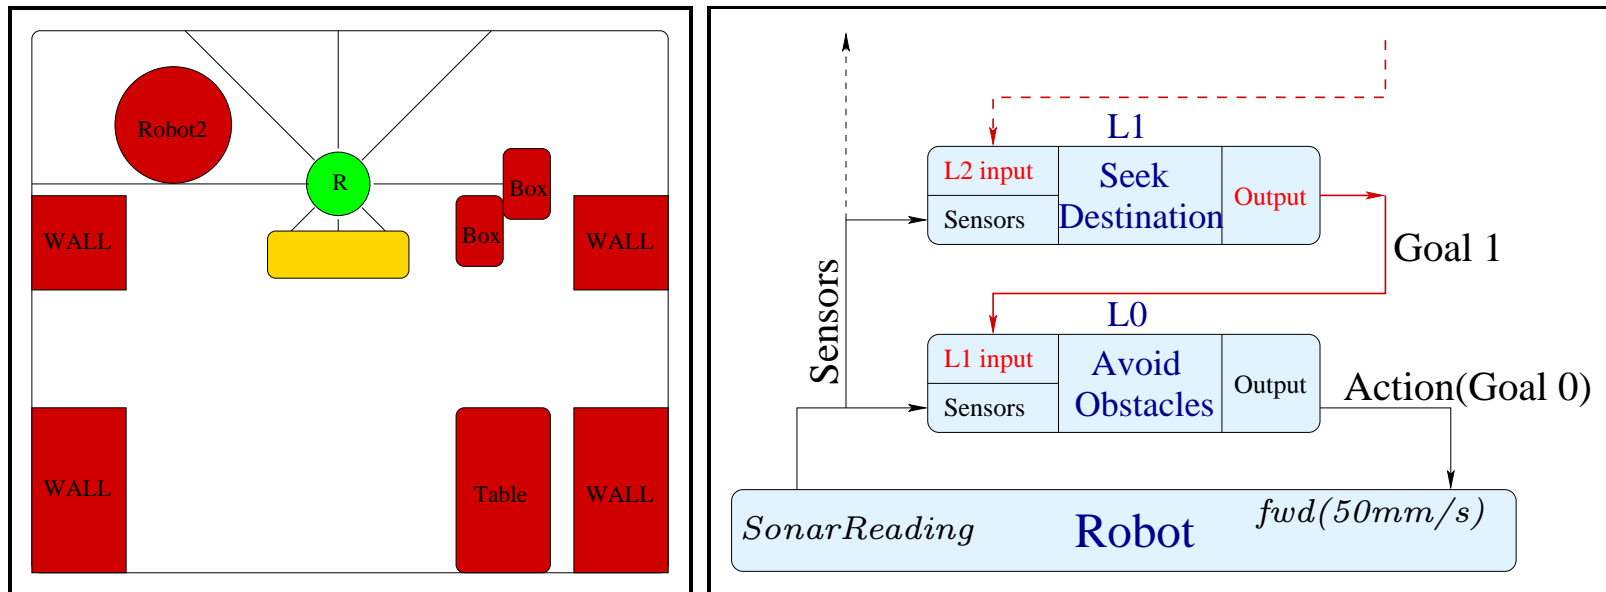 Robot2
R
Box
Box
WALL
WALL
WALL
Table
WALL
L1
L2 input
Sensors
Seek
Destination
Output
Goal 1
Sensors
L0
L1 input
Sensors
Avoid
Obstacles
Output
Action(Goal 0)
SonarReading
Robot
fwd(50mm/s)